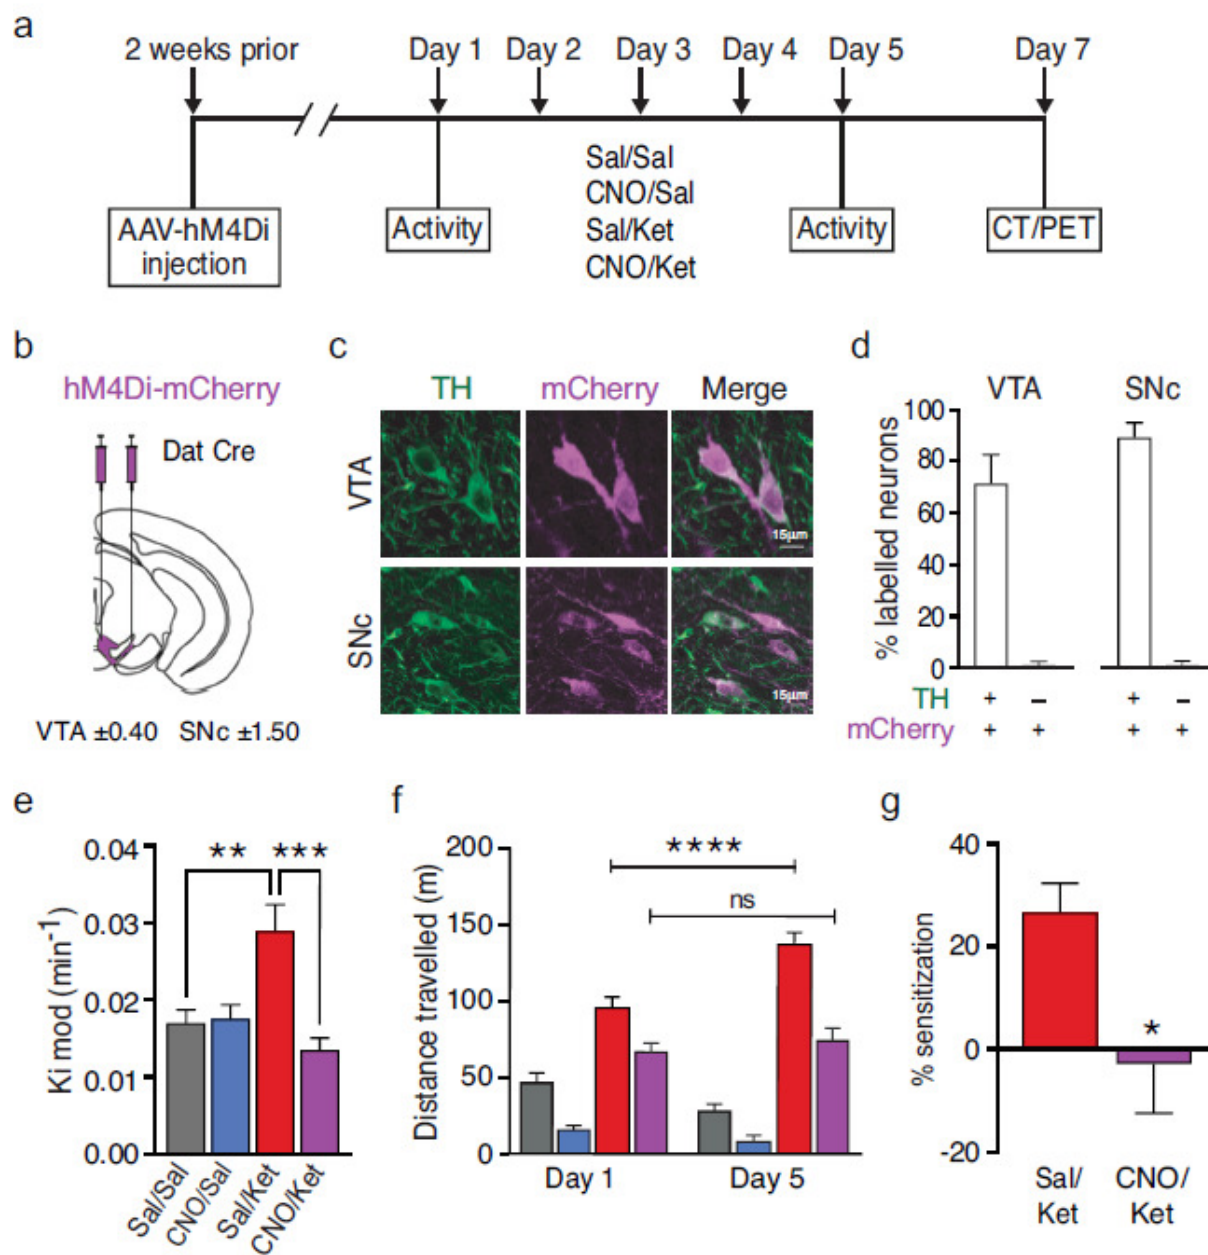 a
2 weeks prior Day 1 Day 2 Day 3 Day 4 Day 5 Day 7
Sal/Sal
CNO/Sal
Sal/Ket
CNO/Ket
AAV-hM4Di
injection
Activity
Activity
CT/PET
b
hM4Di-mCherry
Dat Cre
VTA ±0.40 SNc ±1.50
c
TH mCherry Merge
VTA
15µm
SNc
15µm
d
VTA SNc
% labelled neurons
100
80
60
40
20
0
TH + – + –
mCherry + + + +
e
Ki mod (min⁻¹)
0.04
0.03
0.02
0.01
0.00
** ***
Sal/Sal
CNO/Sal
Sal/Ket
CNO/Ket
f
Distance travelled (m)
200
150
100
50
0
****
ns
Day 1 Day 5
g
% sensitization
40
20
0
-20
*
Sal/
Ket
CNO/
Ket